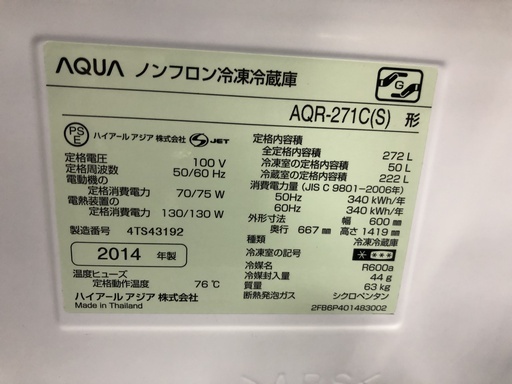 AQUA ノンフロン冷凍冷蔵庫
G
AQR-271C(S) 形
PS E ハイアール アジア 株式会社 S JET
定格電圧 100 V
定格周波数 50/60 Hz
電動機の
定格消費電力 70/75 W
電熱装置の
定格消費電力 130/130 W
製造番号 4TS43192
2014 年製
温度ヒューズ
定格動作温度 76℃
ハイアール アジア 株式会社
Made in Thailand
定格内容積
全定格内容積 272 L
冷凍室の定格内容積 50 L
冷蔵室の定格内容積 222 L
消費電力量 (JIS C 9801-2006年)
50Hz 340 kWh/年
60Hz 340 kWh/年
外形寸法 幅 600 mm
奥行 667 mm 高さ 1419 mm
種類 冷凍冷蔵庫
冷凍室の記号 * ***
冷媒名 R600a
冷媒封入量 44 g
質量 63 kg
断熱発泡ガス シクロペンタン
2FB6P401483002